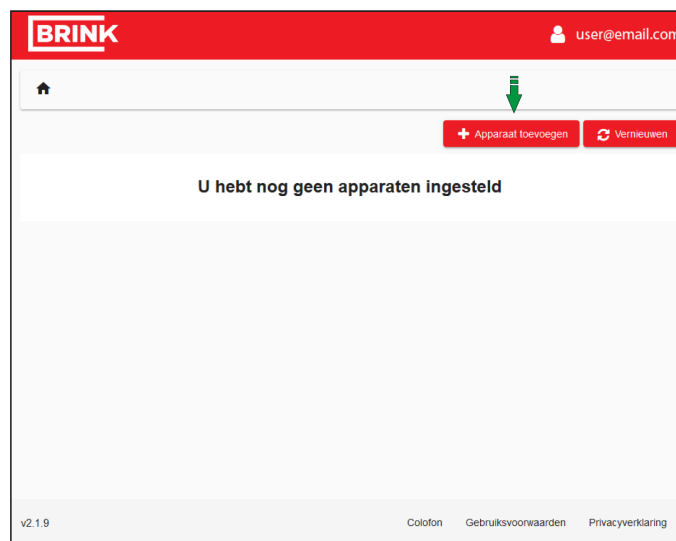 BRINK
user@email.com
Apparaat toevoegen
Vernieuwen
U hebt nog geen apparaten ingesteld
v2.1.9
Colofon Gebruiksvoorwaarden Privacyverklaring